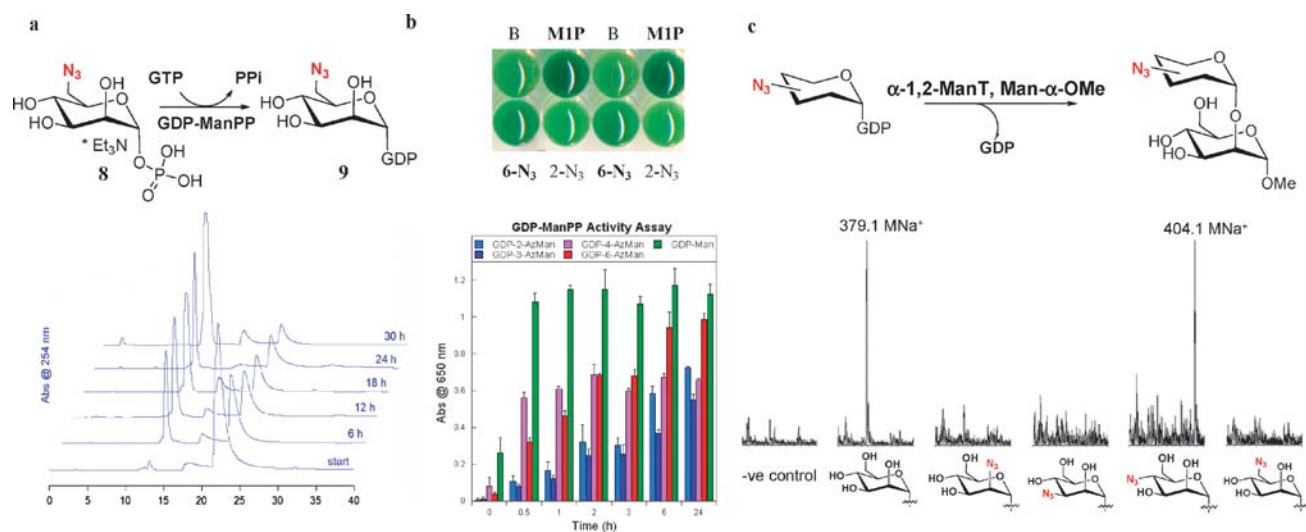 a
N₃
OH
HO
HO
* Et₃N
O
O
P
OH
OH
O
8
GTP
PPi
GDP-ManPP
N₃
OH
HO
HO
O
GDP
9
Abs @ 254 nm
30 h
24 h
18 h
12 h
6 h
start
0 5 10 15 20 25 30 35 40
b
B M1P B M1P
6-N₃ 2-N₃ 6-N₃ 2-N₃
GDP-ManPP Activity Assay
GDP-2-AzMan GDP-4-AzMan GDP-Man
GDP-3-AzMan GDP-6-AzMan
Abs @ 650 nm
1.2
1
0.8
0.6
0.4
0.2
0
0 0.5 1 2 3 6 24
Time (h)
c
N₃
O
GDP
α-1,2-ManT, Man-α-OMe
GDP
N₃
O
OH
O
HO
HO
O
OMe
379.1 MNa⁺
404.1 MNa⁺
-ve control
OH
OH
HO
HO
O
OH
N₃
HO
HO
O
OH
OH
HO
N₃
O
OH
OH
N₃
HO
O
N₃
OH
HO
HO
O